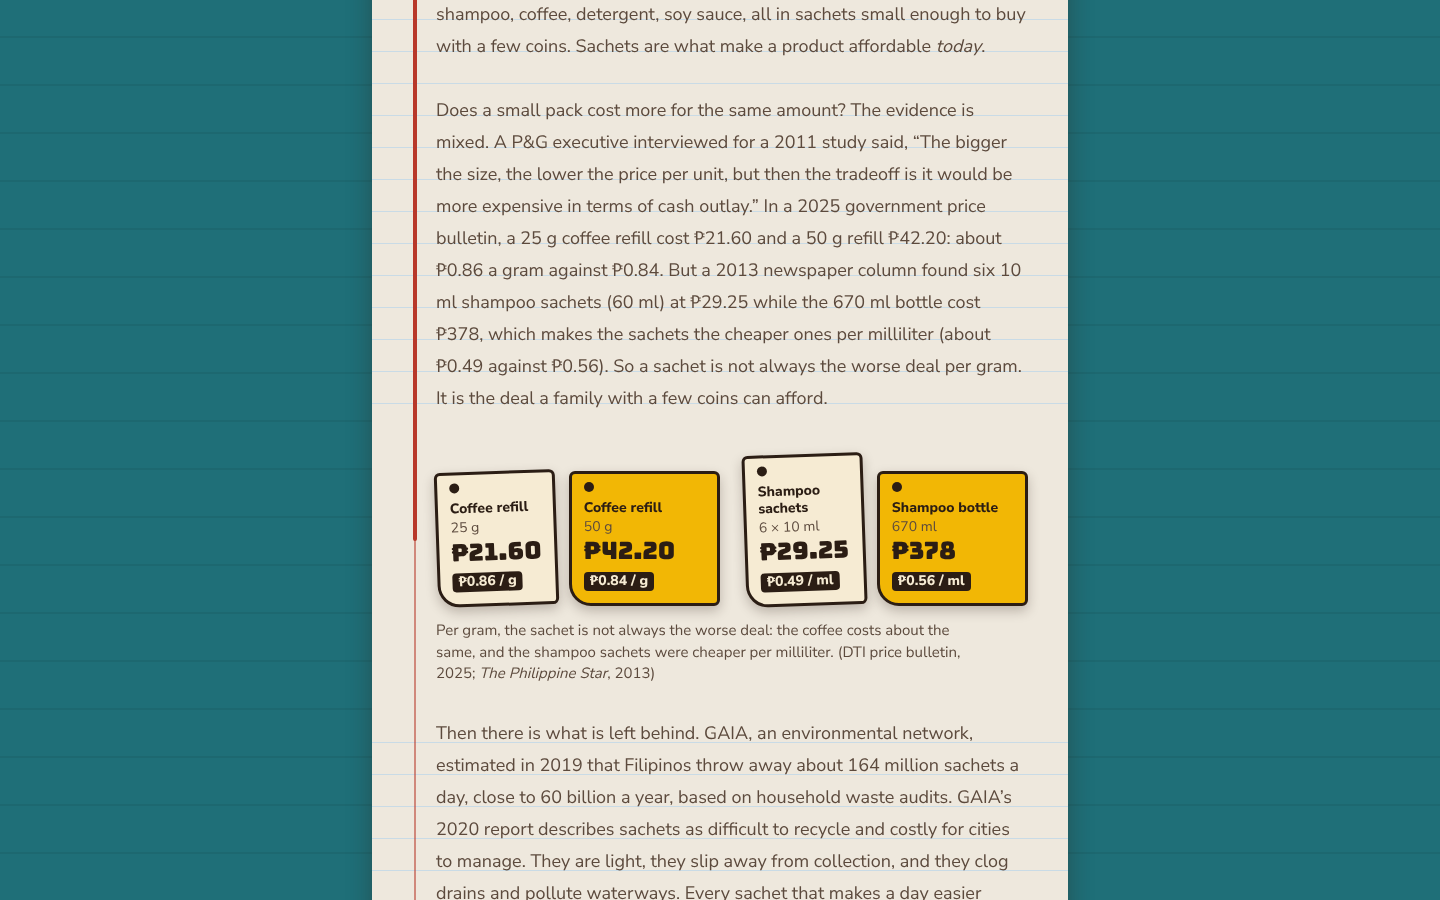 shampoo, coffee, detergent, soy sauce, all in sachets small enough to buy
with a few coins. Sachets are what make a product affordable today.
Does a small pack cost more for the same amount? The evidence is
mixed. A P&G executive interviewed for a 2011 study said, “The bigger
the size, the lower the price per unit, but then the tradeoff is it would be
more expensive in terms of cash outlay.” In a 2025 government price
bulletin, a 25 g coffee refill cost ₱21.60 and a 50 g refill ₱42.20: about
₱0.86 a gram against ₱0.84. But a 2013 newspaper column found six 10
ml shampoo sachets (60 ml) at ₱29.25 while the 670 ml bottle cost
₱378, which makes the sachets the cheaper ones per milliliter (about
₱0.49 against ₱0.56). So a sachet is not always the worse deal per gram.
It is the deal a family with a few coins can afford.
Coffee refill
25 g
₱21.60
₱0.86 / g
Coffee refill
50 g
₱42.20
₱0.84 / g
Shampoo
sachets
6 × 10 ml
₱29.25
₱0.49 / ml
Shampoo bottle
670 ml
₱378
₱0.56 / ml
Per gram, the sachet is not always the worse deal: the coffee costs about the
same, and the shampoo sachets were cheaper per milliliter. (DTI price bulletin,
2025; The Philippine Star, 2013)
Then there is what is left behind. GAIA, an environmental network,
estimated in 2019 that Filipinos throw away about 164 million sachets a
day, close to 60 billion a year, based on household waste audits. GAIA’s
2020 report describes sachets as difficult to recycle and costly for cities
to manage. They are light, they slip away from collection, and they clog
drains and pollute waterways. Every sachet that makes a day easier